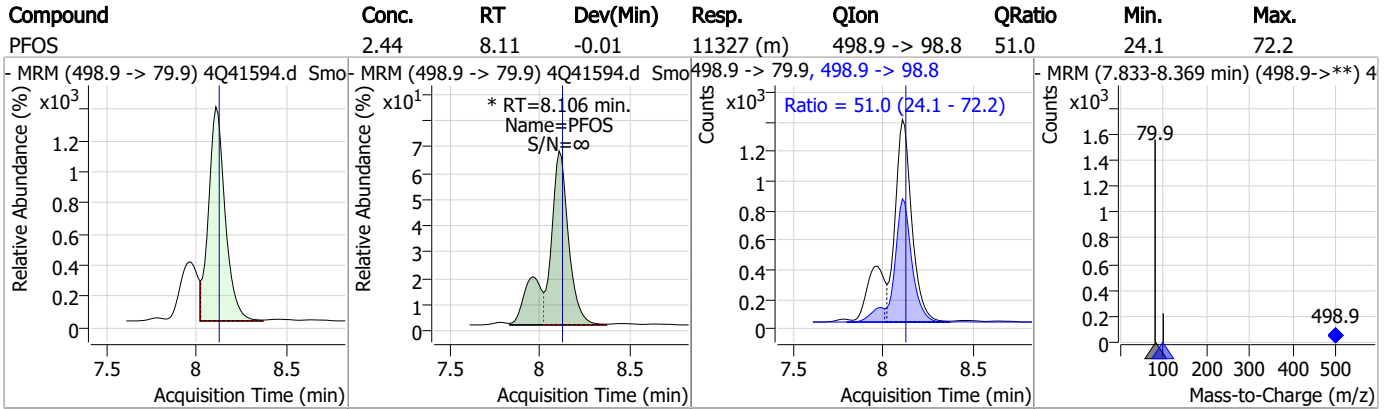 Compound Conc. RT Dev(Min) Resp. QIon QRatio Min. Max.
PFOS 2.44 8.11 -0.01 11327 (m) 498.9 -> 98.8 51.0 24.1 72.2
- MRM (498.9 -> 79.9) 4Q41594.d Smo
Relative Abundance (%)
x10³
1.2
1
0.8
0.6
0.4
0.2
0
7.5 8 8.5
Acquisition Time (min)
- MRM (498.9 -> 79.9) 4Q41594.d Smo
Relative Abundance (%)
x10¹
* RT=8.106 min.
Name=PFOS
S/N=∞
7
6
5
4
3
2
1
0
7.5 8 8.5
Acquisition Time (min)
498.9 -> 79.9, 498.9 -> 98.8
Counts
x10³
Ratio = 51.0 (24.1 - 72.2)
1.2
1
0.8
0.6
0.4
0.2
0
7.5 8 8.5
Acquisition Time (min)
- MRM (7.833-8.369 min) (498.9->**) 4
Counts
x10³
1.6
1.4
1.2
1
0.8
0.6
0.4
0.2
0
79.9
498.9
100 200 300 400 500
Mass-to-Charge (m/z)